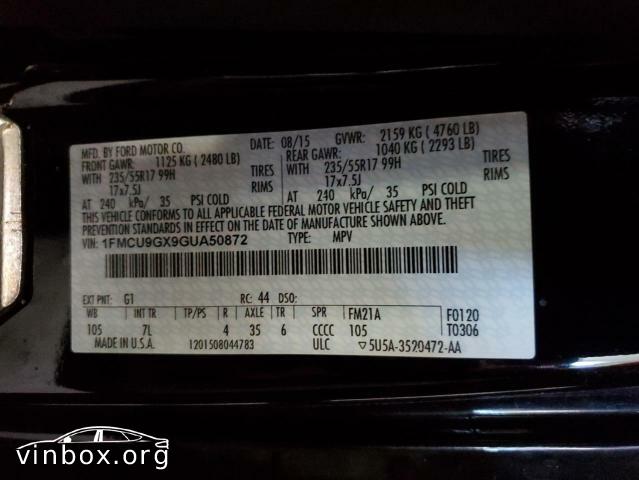 MFD. BY FORD MOTOR CO. DATE: 08/15 GVWR: 2159 KG ( 4760 LB)
FRONT GAWR: 1125 KG ( 2480 LB) REAR GAWR: 1040 KG ( 2293 LB)
WITH 235/55R17 99H TIRES WITH 235/55R17 99H TIRES
17x7.5J RIMS 17x7.5J RIMS
AT 240 kPa/ 35 PSI COLD AT 240 kPa/ 35 PSI COLD
THIS VEHICLE CONFORMS TO ALL APPLICABLE FEDERAL MOTOR VEHICLE SAFETY AND THEFT
PREVENTION STANDARDS IN EFFECT ON THE DATE OF MANUFACTURE SHOWN ABOVE.
VIN: 1FMCU9GX9GUA50872 TYPE: MPV
EXT PNT: G1 RC: 44 DSO:
WB INT TR TP/PS R AXLE TR SPR FM21A F0120
105 7L 4 35 6 CCCC 105 T0306
MADE IN U.S.A. 1201508044783 ULC ▽5U5A-3520472-AA
vinbox.org